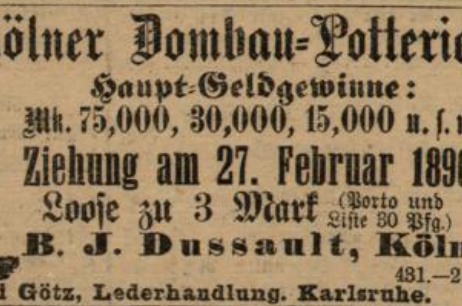 ölner Dombau-Lotterie
Haupt-Geldgewinne:
Mk. 75,000, 30,000, 15,000 u. s.
Ziehung am 27. Februar 189
Loose zu 3 Mark (Porto und
Liste 30 Pfg.)
B. J. Dussault, Köln
431.—2
i Götz, Lederhandlung. Karlsruhe.